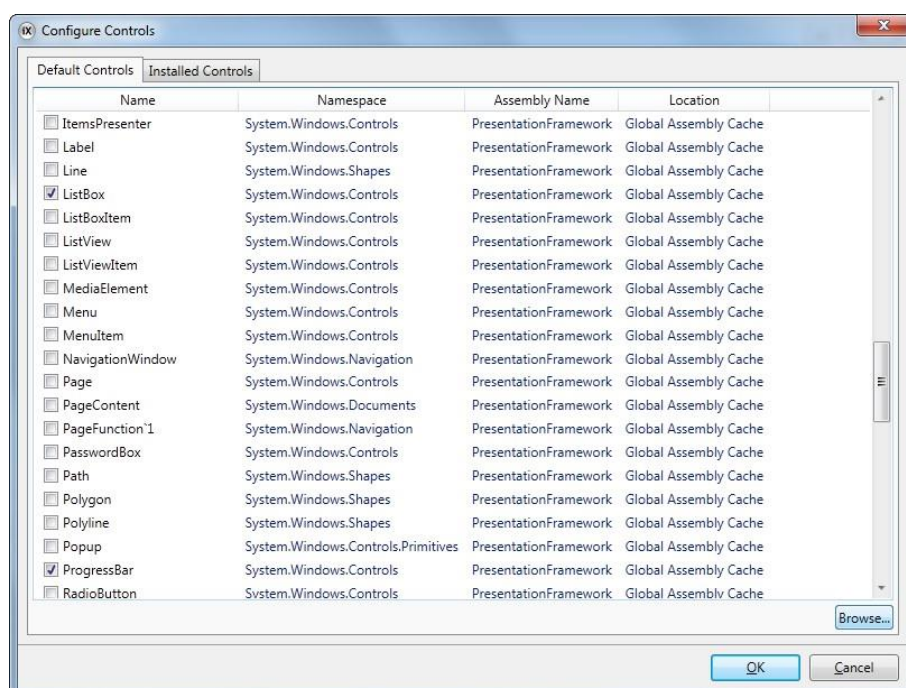 iX Configure Controls
Default Controls Installed Controls
Name Namespace Assembly Name Location
ItemsPresenter System.Windows.Controls PresentationFramework Global Assembly Cache
Label System.Windows.Controls PresentationFramework Global Assembly Cache
Line System.Windows.Shapes PresentationFramework Global Assembly Cache
ListBox System.Windows.Controls PresentationFramework Global Assembly Cache
ListBoxItem System.Windows.Controls PresentationFramework Global Assembly Cache
ListView System.Windows.Controls PresentationFramework Global Assembly Cache
ListViewItem System.Windows.Controls PresentationFramework Global Assembly Cache
MediaElement System.Windows.Controls PresentationFramework Global Assembly Cache
Menu System.Windows.Controls PresentationFramework Global Assembly Cache
MenuItem System.Windows.Controls PresentationFramework Global Assembly Cache
NavigationWindow System.Windows.Navigation PresentationFramework Global Assembly Cache
Page System.Windows.Controls PresentationFramework Global Assembly Cache
PageContent System.Windows.Documents PresentationFramework Global Assembly Cache
PageFunction`1 System.Windows.Navigation PresentationFramework Global Assembly Cache
PasswordBox System.Windows.Controls PresentationFramework Global Assembly Cache
Path System.Windows.Shapes PresentationFramework Global Assembly Cache
Polygon System.Windows.Shapes PresentationFramework Global Assembly Cache
Polyline System.Windows.Shapes PresentationFramework Global Assembly Cache
Popup System.Windows.Controls.Primitives PresentationFramework Global Assembly Cache
ProgressBar System.Windows.Controls PresentationFramework Global Assembly Cache
RadioButton System.Windows.Controls PresentationFramework Global Assembly Cache
Browse...
OK Cancel